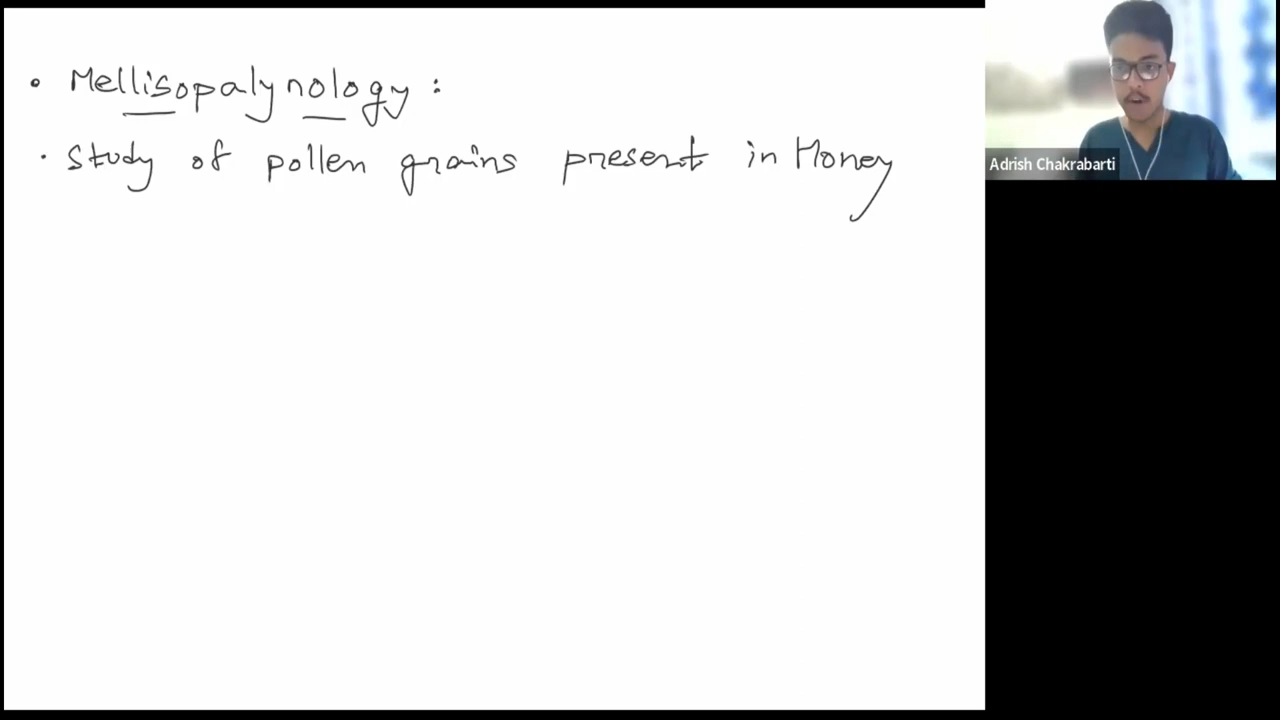 • Mellisopalynology :
• Study of pollen grains present in Honey
Adrish Chakrabarti